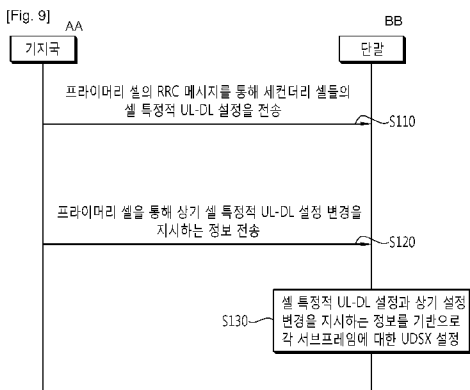 [Fig. 9]
AA
BB
기지국
단말
프라이머리 셀의 RRC 메시지를 통해 세컨더리 셀들의
셀 특정적 UL-DL 설정을 전송
S110
프라이머리 셀을 통해 상기 셀 특정적 UL-DL 설정 변경을
지시하는 정보 전송
S120
S130
셀 특정적 UL-DL 설정과 상기 설정
변경을 지시하는 정보를 기반으로
각 서브프레임에 대한 UDSX 설정